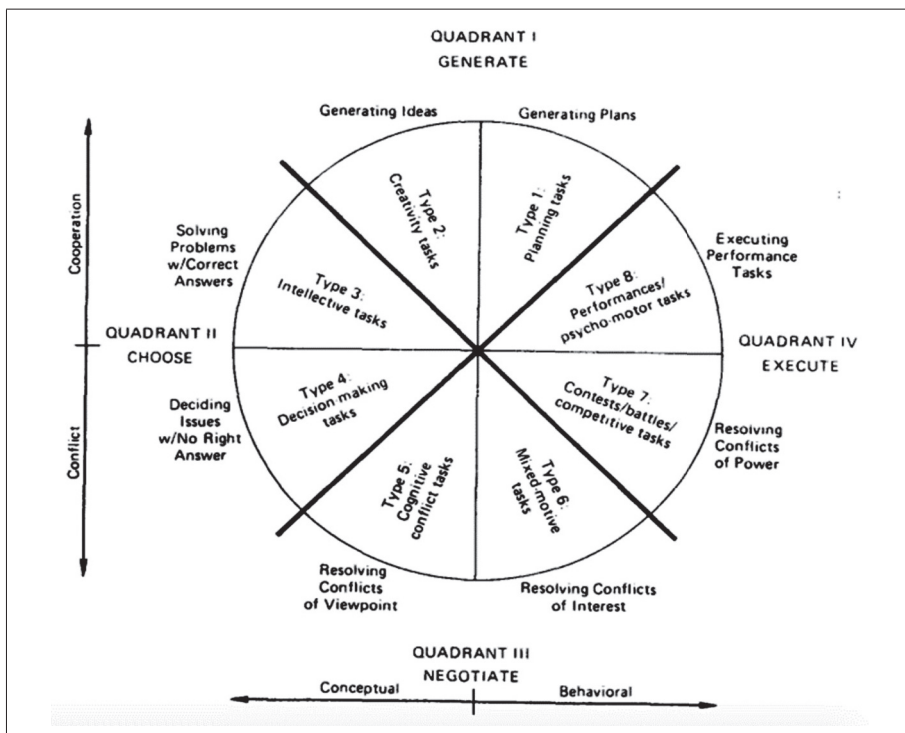 QUADRANT I
GENERATE
Generating Ideas
Generating Plans
Type 2:
Creativity tasks
Type 1:
Planning tasks
Cooperation
Solving
Problems
w/Correct
Answers
Type 3:
Intellective tasks
Type 8:
Performances/
psycho-motor tasks
Executing
Performance
Tasks
QUADRANT II
CHOOSE
QUADRANT IV
EXECUTE
Conflict
Deciding
Issues
w/No Right
Answer
Type 4:
Decision-making
tasks
Type 5:
Cognitive
conflict tasks
Type 6:
Mixed-motive
tasks
Type 7:
Contests/battles/
competitive tasks
Resolving
Conflicts
of Power
Resolving
Conflicts
of Viewpoint
Resolving Conflicts
of Interest
QUADRANT III
NEGOTIATE
Conceptual
Behavioral